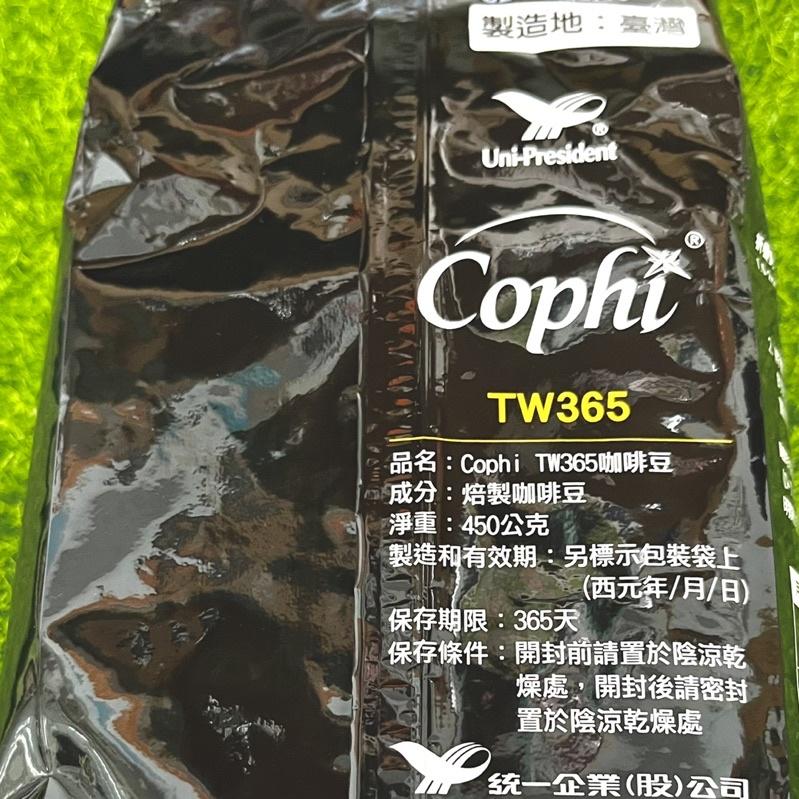 製造地：臺灣
Uni-President®
Cophi®
TW365
品名：Cophi TW365咖啡豆
成分：焙製咖啡豆
淨重：450公克
製造和有效期：另標示包裝袋上
(西元年/月/日)
保存期限：365天
保存條件：開封前請置於陰涼乾
燥處，開封後請密封
置於陰涼乾燥處
統一企業(股)公司